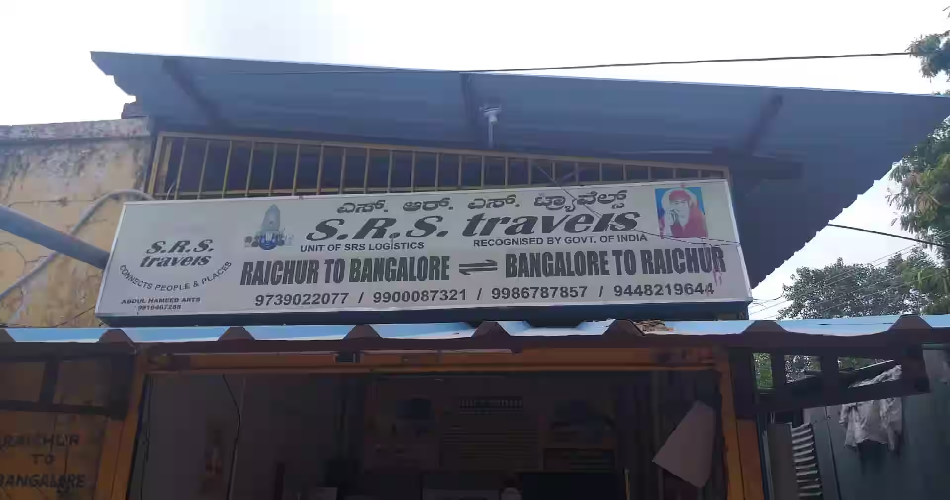 ಎಸ್. ಆರ್. ಎಸ್. ಟ್ರ್ಯಾವೆಲ್ಸ್
S.R.S. travels
UNIT OF SRS LOGISTICS RECOGNISED BY GOVT. OF INDIA
RAICHUR TO BANGALORE ⇌ BANGALORE TO RAICHUR
9739022077 / 9900087321 / 9986787857 / 9448219644
S.R.S.
travels
CONNECTS PEOPLE & PLACES
ABDUL HAMEED ARTS
RAICHUR
TO
BANGALORE